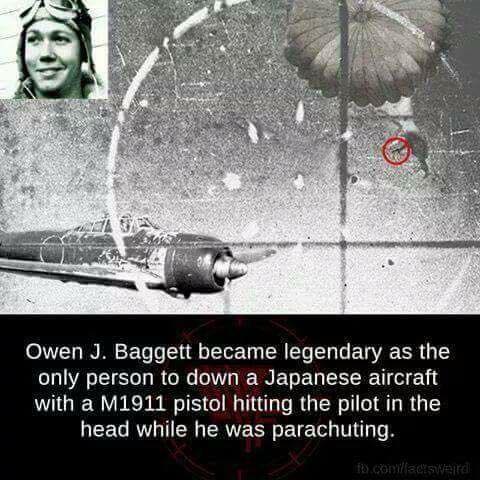 Owen J. Baggett became legendary as the
only person to down a Japanese aircraft
with a M1911 pistol hitting the pilot in the
head while he was parachuting.
fb.com/factsweird